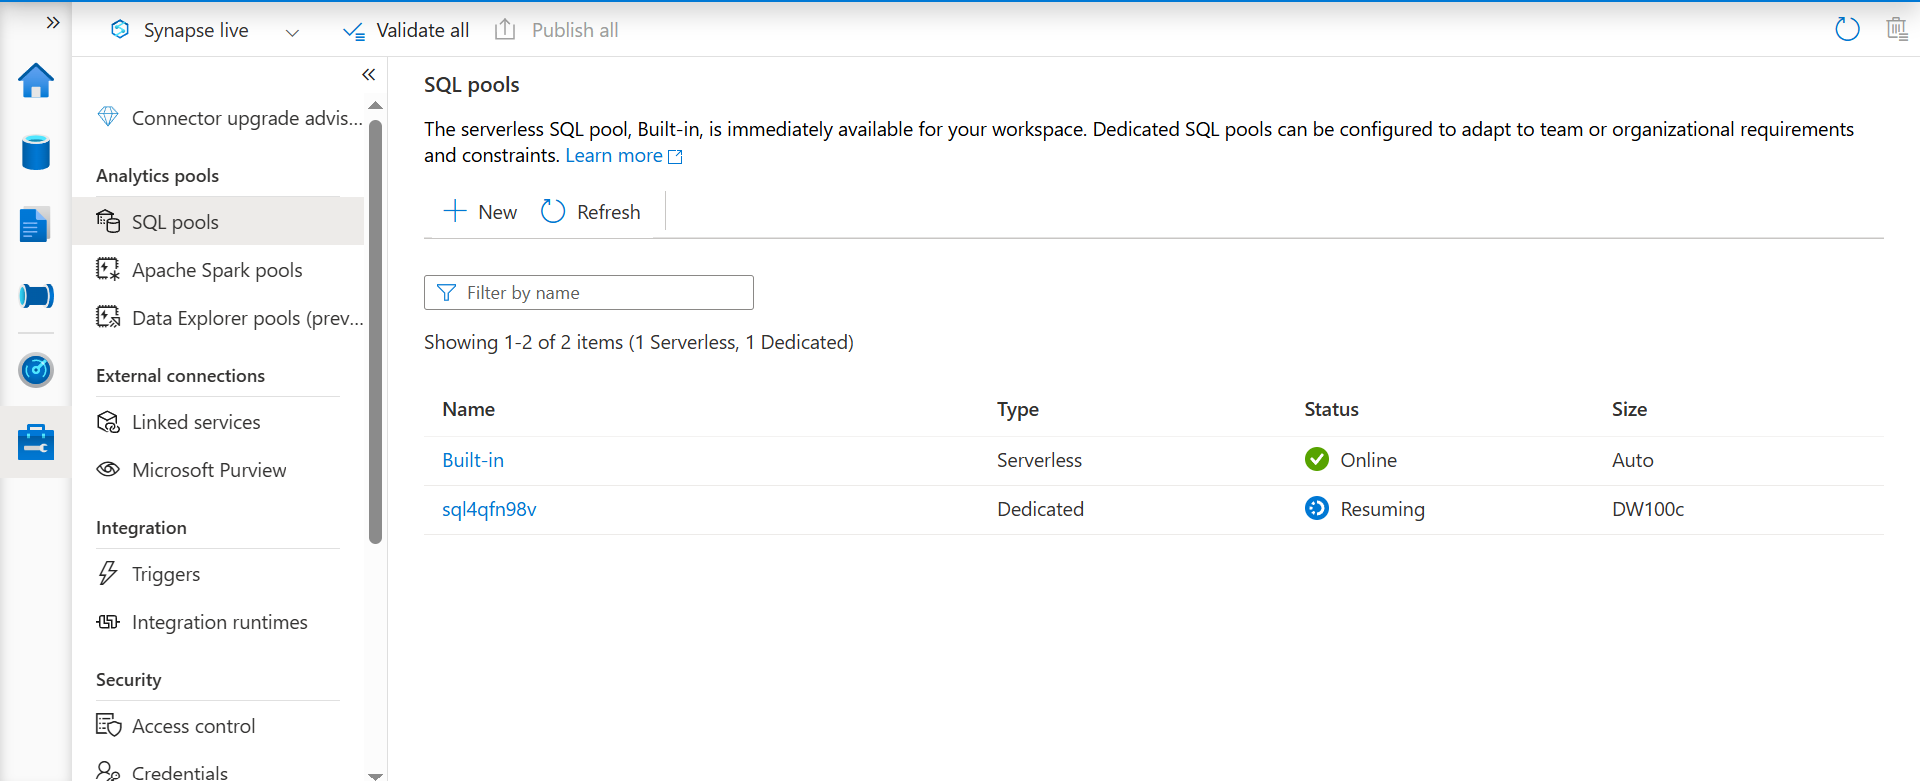 Synapse live
Validate all
Publish all
Connector upgrade advis...
Analytics pools
SQL pools
Apache Spark pools
Data Explorer pools (prev...
External connections
Linked services
Microsoft Purview
Integration
Triggers
Integration runtimes
Security
Access control
Credentials
SQL pools
The serverless SQL pool, Built-in, is immediately available for your workspace. Dedicated SQL pools can be configured to adapt to team or organizational requirements
and constraints. Learn more
New
Refresh
Filter by name
Showing 1-2 of 2 items (1 Serverless, 1 Dedicated)
Name Type Status Size
Built-in Serverless Online Auto
sql4qfn98v Dedicated Resuming DW100c